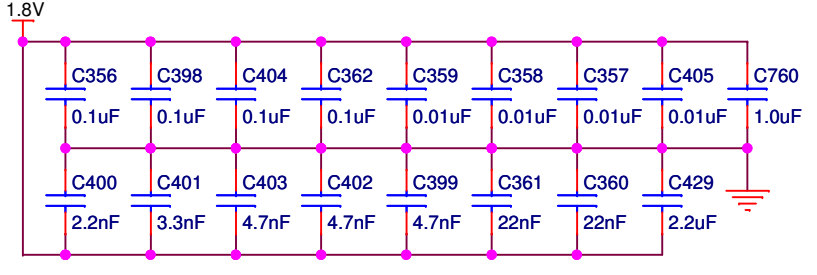 1.8V
C356 C398 C404 C362 C359 C358 C357 C405 C760
0.1uF 0.1uF 0.1uF 0.1uF 0.01uF 0.01uF 0.01uF 0.01uF 1.0uF
C400 C401 C403 C402 C399 C361 C360 C429
2.2nF 3.3nF 4.7nF 4.7nF 4.7nF 22nF 22nF 2.2uF